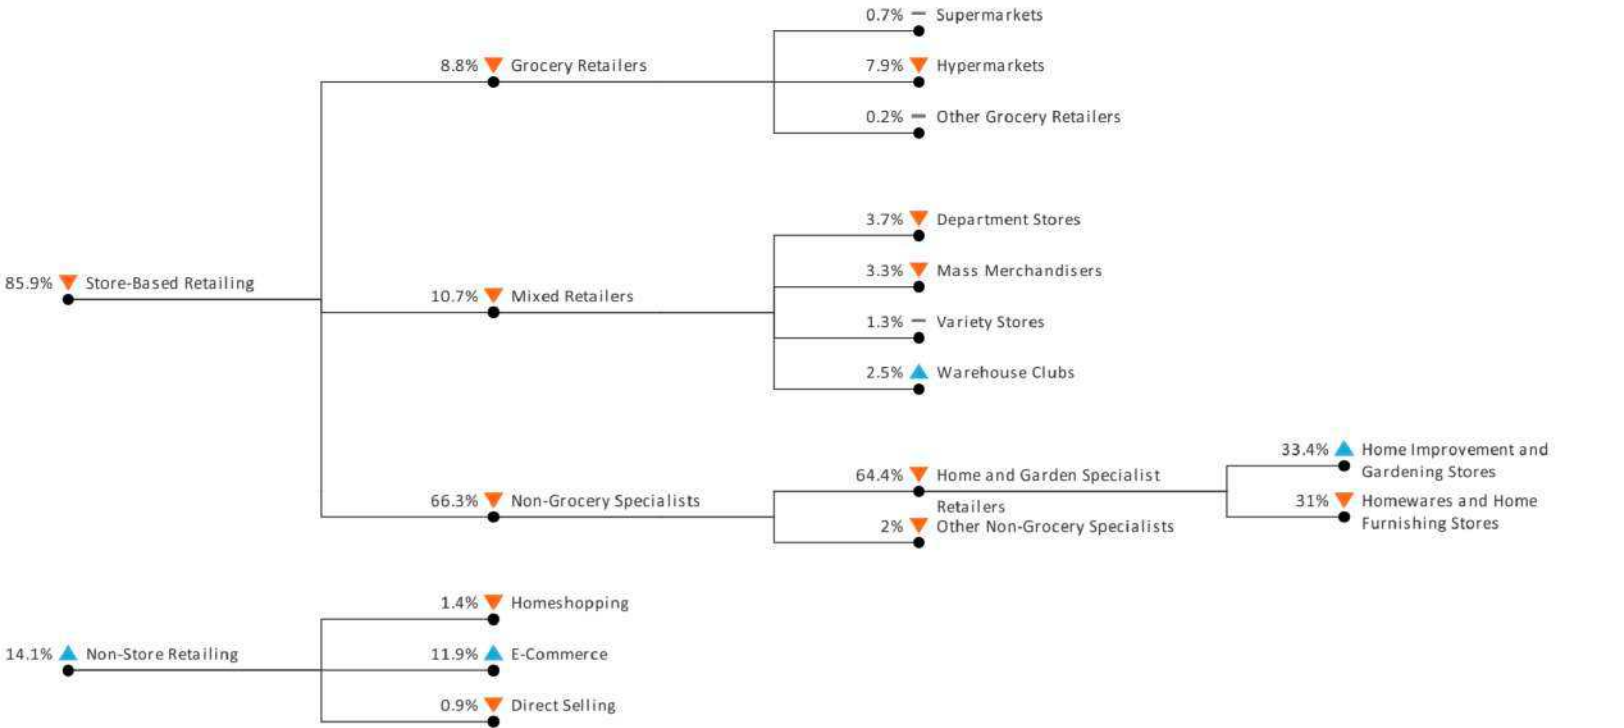 0.7% Supermarkets
8.8% Grocery Retailers
7.9% Hypermarkets
0.2% Other Grocery Retailers
3.7% Department Stores
3.3% Mass Merchandisers
85.9% Store-Based Retailing
10.7% Mixed Retailers
1.3% Variety Stores
2.5% Warehouse Clubs
33.4% Home Improvement and
Gardening Stores
64.4% Home and Garden Specialist
Retailers
66.3% Non-Grocery Specialists
31% Homewares and Home
Furnishing Stores
2% Other Non-Grocery Specialists
1.4% Homeshopping
14.1% Non-Store Retailing
11.9% E-Commerce
0.9% Direct Selling